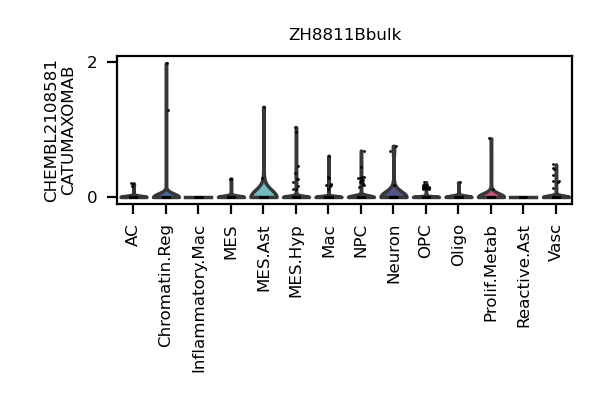 ZH8811Bbulk
CHEMBL2108581
CATUMAXOMAB
2
0
AC
Chromatin.Reg
Inflammatory.Mac
MES
MES.Ast
MES.Hyp
Mac
NPC
Neuron
OPC
Oligo
Prolif.Metab
Reactive.Ast
Vasc